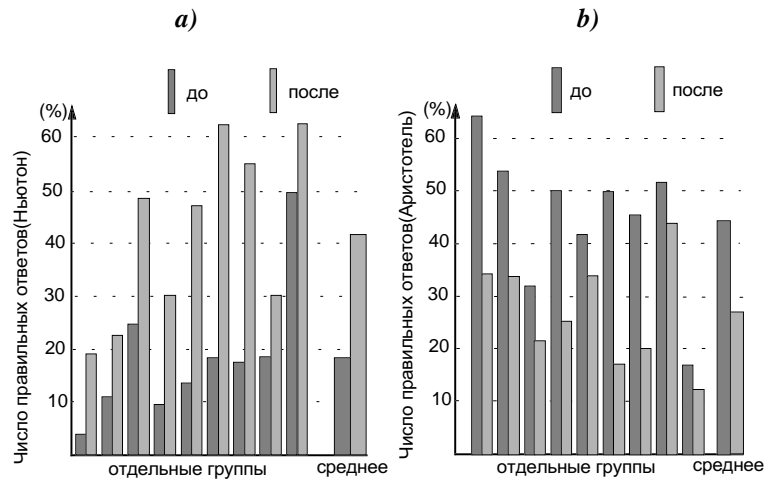 a)
до
после
(%)
60
50
40
30
20
10
Число правильных ответов(Ньютон)
отдельные группы
среднее
b)
до
после
(%)
60
50
40
30
20
10
Число правильных ответов(Аристотель)
отдельные группы
среднее